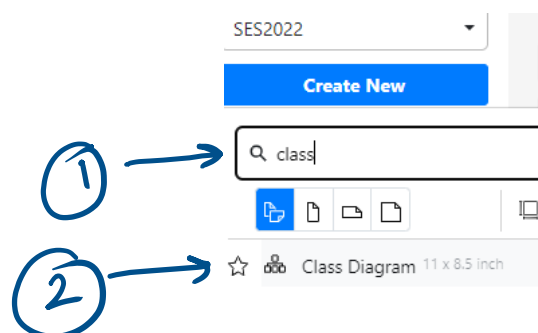 SES2022
Create New
1
class
2
Class Diagram 11 x 8.5 inch